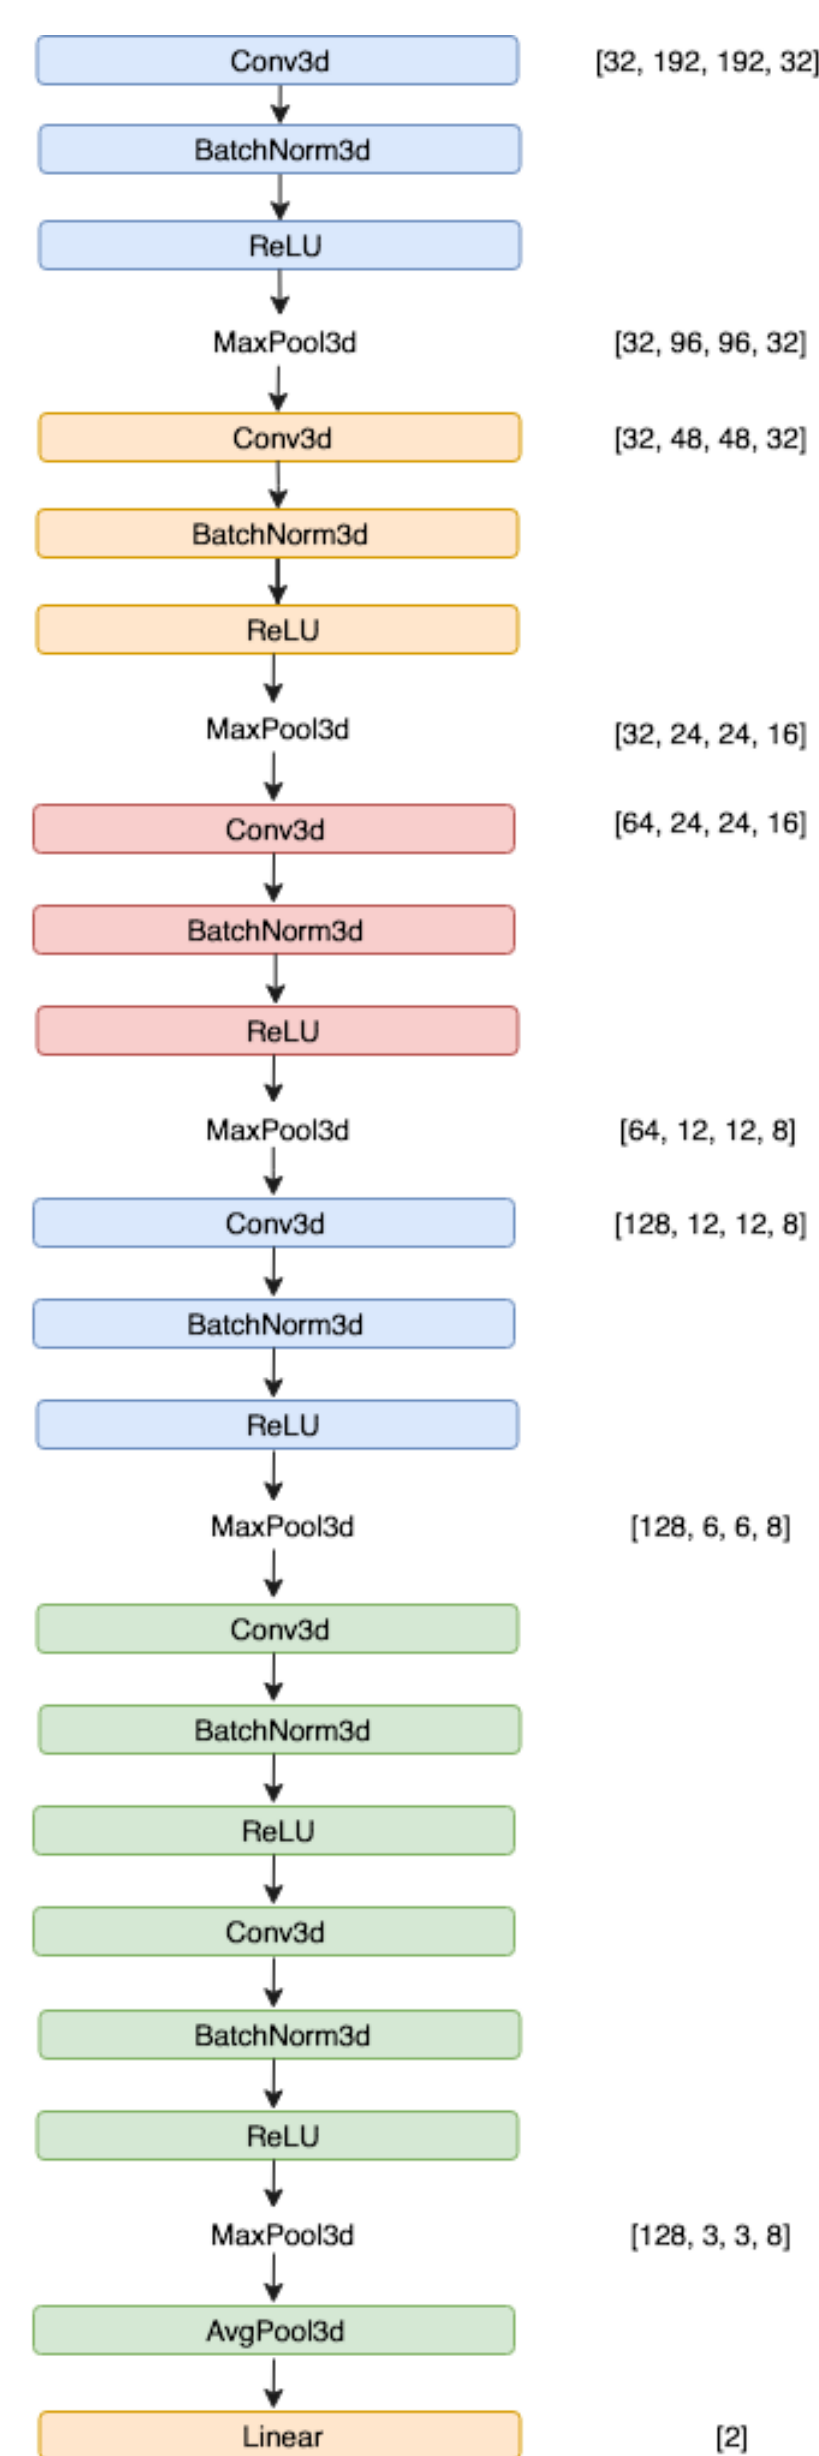 Conv3d [32, 192, 192, 32]
BatchNorm3d
ReLU
MaxPool3d [32, 96, 96, 32]
Conv3d [32, 48, 48, 32]
BatchNorm3d
ReLU
MaxPool3d [32, 24, 24, 16]
Conv3d [64, 24, 24, 16]
BatchNorm3d
ReLU
MaxPool3d [64, 12, 12, 8]
Conv3d [128, 12, 12, 8]
BatchNorm3d
ReLU
MaxPool3d [128, 6, 6, 8]
Conv3d
BatchNorm3d
ReLU
Conv3d
BatchNorm3d
ReLU
MaxPool3d [128, 3, 3, 8]
AvgPool3d
Linear [2]